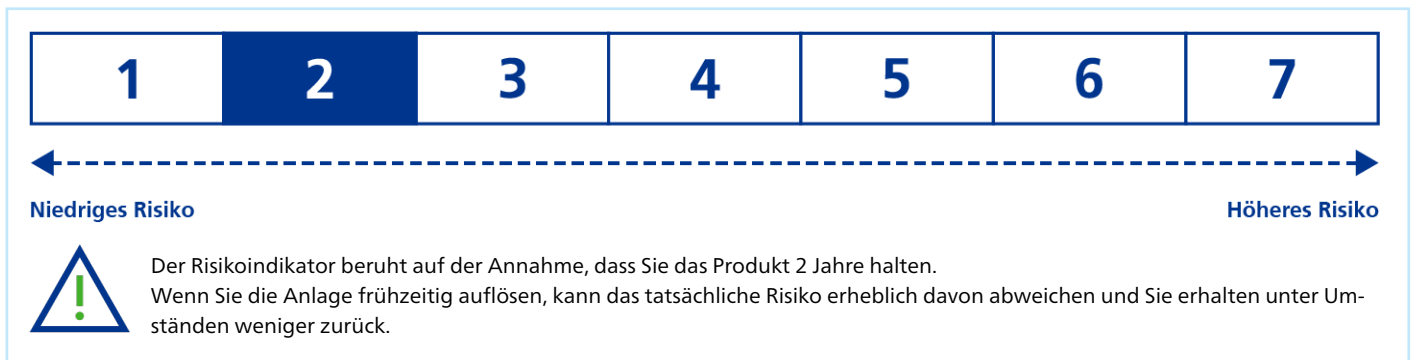 1 2 3 4 5 6 7
Niedriges Risiko Höheres Risiko
Der Risikoindikator beruht auf der Annahme, dass Sie das Produkt 2 Jahre halten.
Wenn Sie die Anlage frühzeitig auflösen, kann das tatsächliche Risiko erheblich davon abweichen und Sie erhalten unter Um-
ständen weniger zurück.